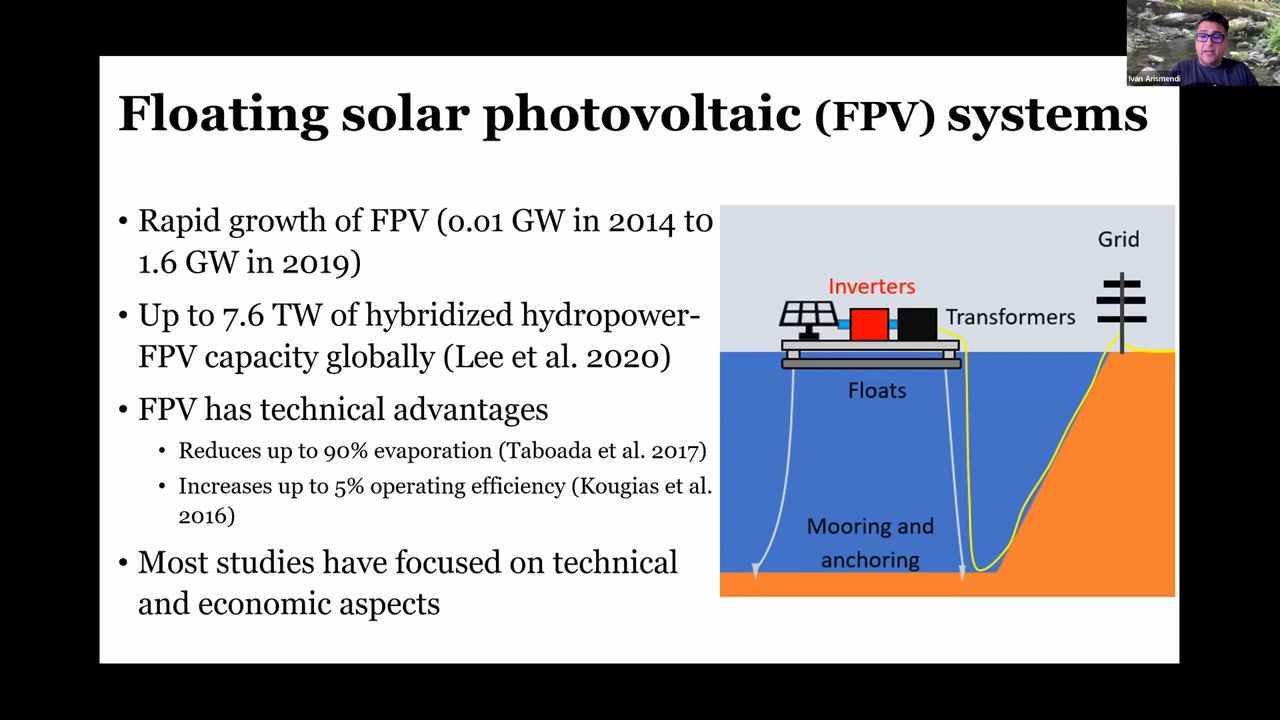 Ivan Arismendi
Floating solar photovoltaic (FPV) systems
• Rapid growth of FPV (0.01 GW in 2014 to
1.6 GW in 2019)
• Up to 7.6 TW of hybridized hydropower-
FPV capacity globally (Lee et al. 2020)
• FPV has technical advantages
• Reduces up to 90% evaporation (Taboada et al. 2017)
• Increases up to 5% operating efficiency (Kougias et al.
2016)
• Most studies have focused on technical
and economic aspects
Grid
Inverters
Transformers
Floats
Mooring and
anchoring